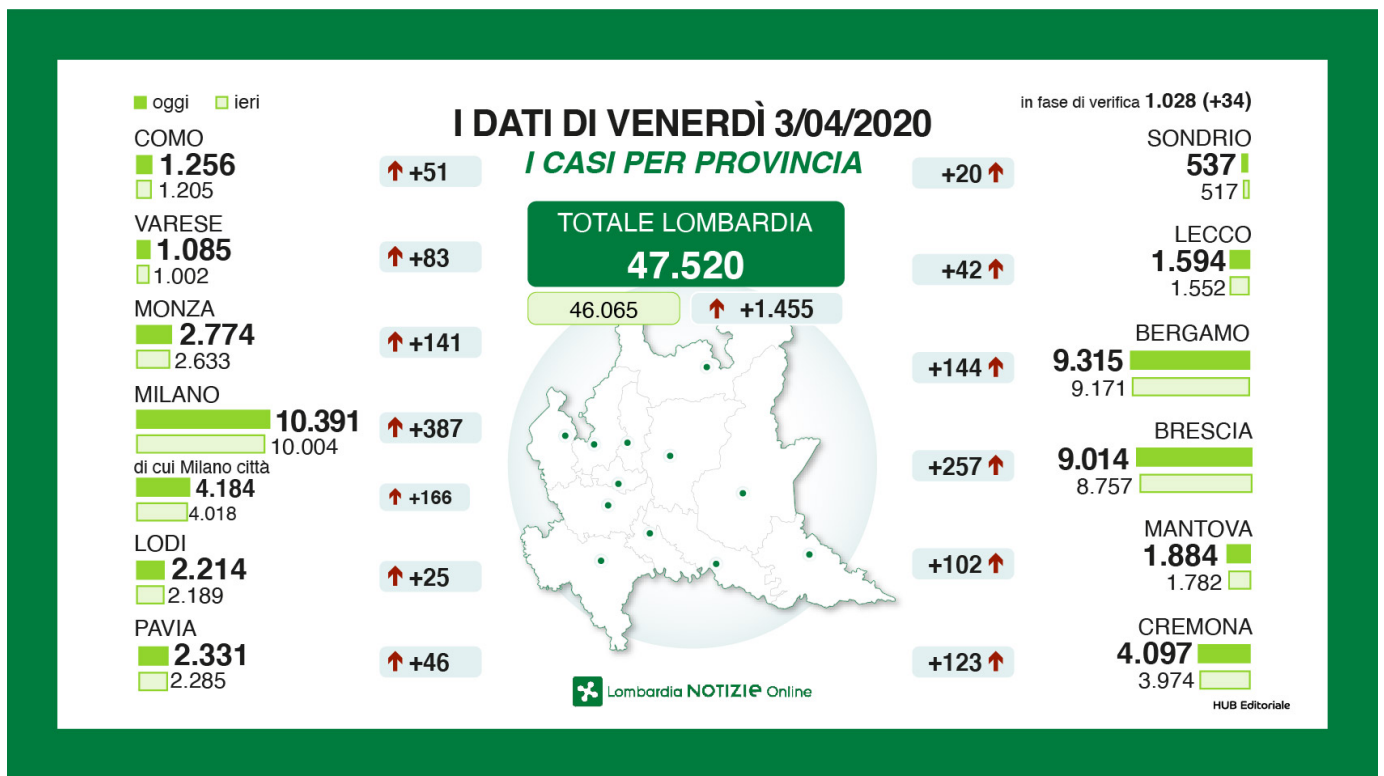 oggi ieri
I DATI DI VENERDÌ 3/04/2020
I CASI PER PROVINCIA
TOTALE LOMBARDIA
47.520
46.065
+1.455
COMO
1.256
1.205
+51
VARESE
1.085
1.002
+83
MONZA
2.774
2.633
+141
MILANO
10.391
10.004
+387
di cui Milano città
4.184
4.018
+166
LODI
2.214
2.189
+25
PAVIA
2.331
2.285
+46
in fase di verifica 1.028 (+34)
SONDRIO
+20
537
517
LECCO
+42
1.594
1.552
BERGAMO
+144
9.315
9.171
BRESCIA
+257
9.014
8.757
MANTOVA
+102
1.884
1.782
CREMONA
+123
4.097
3.974
Lombardia NOTIZIe Online
HUB Editoriale